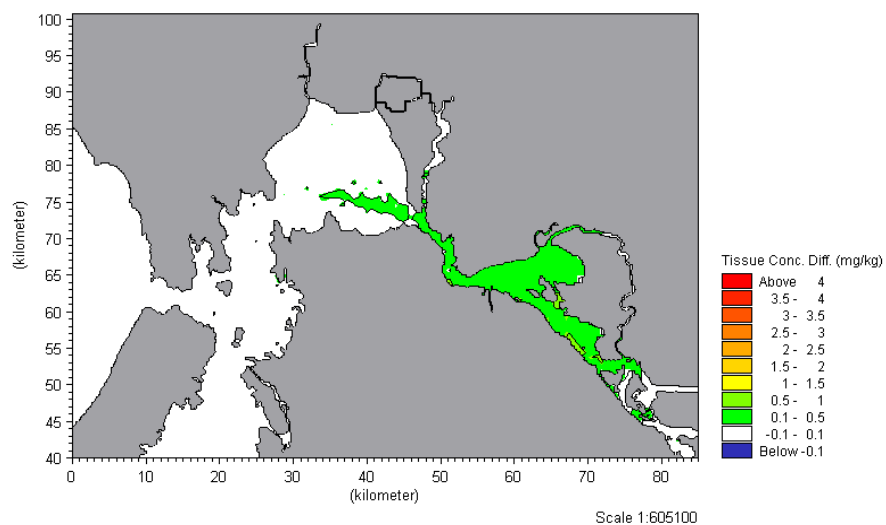 100
95
90
85
80
75
70
65
60
55
50
45
40
(kilometer)
0 10 20 30 40 50 60 70 80
(kilometer)
Scale 1:605100
Tissue Conc. Diff. (mg/kg)
Above 4
3.5 - 4
3 - 3.5
2.5 - 3
2 - 2.5
1.5 - 2
1 - 1.5
0.5 - 1
0.1 - 0.5
-0.1 - 0.1
Below -0.1